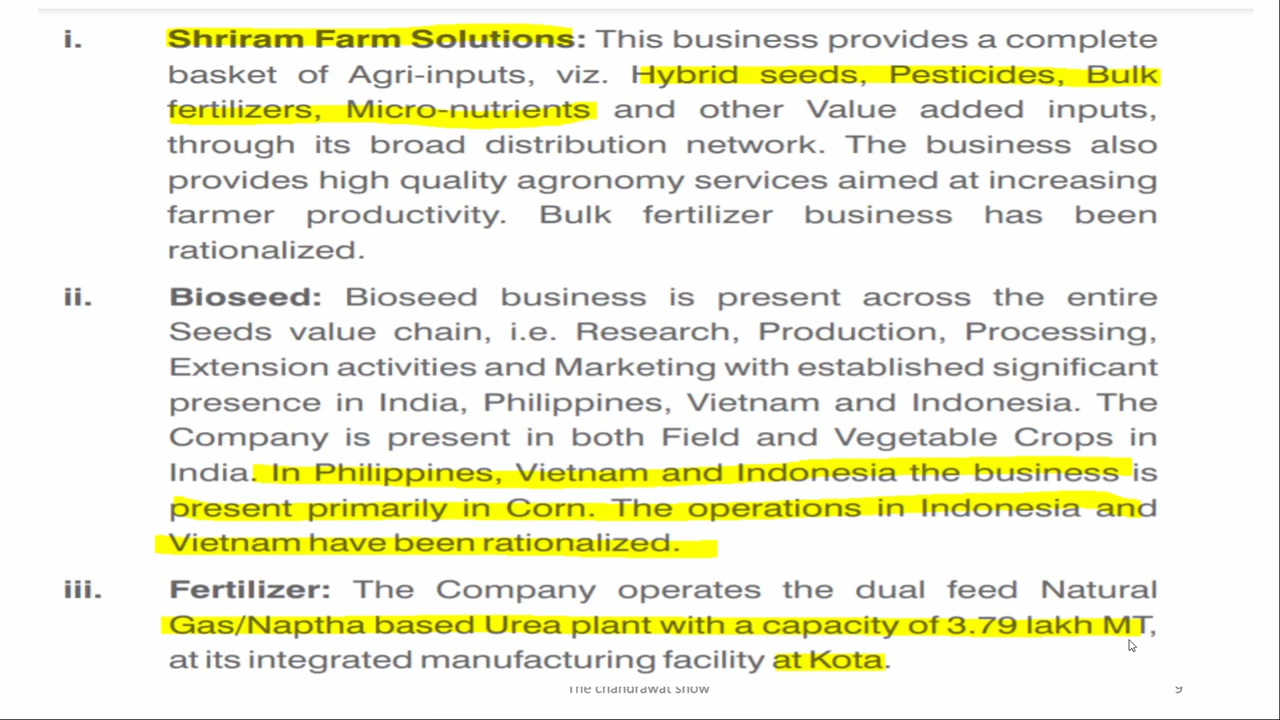 i. Shriram Farm Solutions: This business provides a complete
basket of Agri-inputs, viz. Hybrid seeds, Pesticides, Bulk
fertilizers, Micro-nutrients and other Value added inputs,
through its broad distribution network. The business also
provides high quality agronomy services aimed at increasing
farmer productivity. Bulk fertilizer business has been
rationalized.
ii. Bioseed: Bioseed business is present across the entire
Seeds value chain, i.e. Research, Production, Processing,
Extension activities and Marketing with established significant
presence in India, Philippines, Vietnam and Indonesia. The
Company is present in both Field and Vegetable Crops in
India. In Philippines, Vietnam and Indonesia the business is
present primarily in Corn. The operations in Indonesia and
Vietnam have been rationalized.
iii. Fertilizer: The Company operates the dual feed Natural
Gas/Naptha based Urea plant with a capacity of 3.79 lakh MT,
at its integrated manufacturing facility at Kota.
The chandrawat show 9